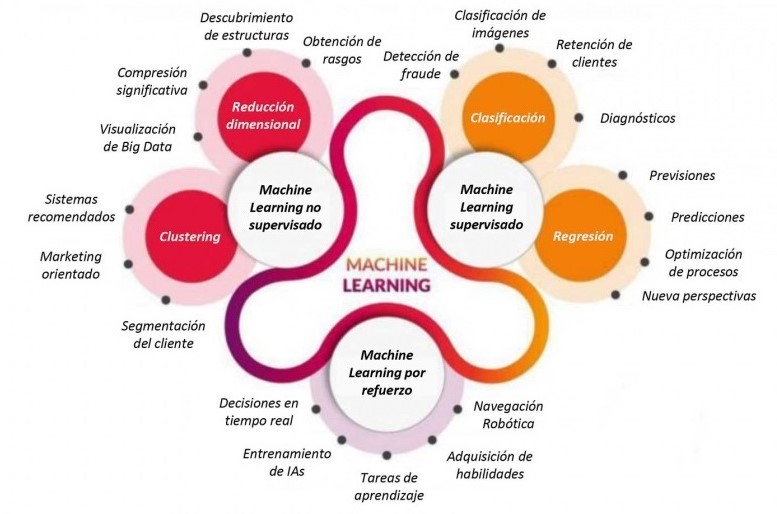 Descubrimiento
de estructuras
Obtención de
rasgos
Compresión
significativa
Visualización
de Big Data
Reducción
dimensional
Sistemas
recomendados
Marketing
orientado
Segmentación
del cliente
Clustering
Machine
Learning no
supervisado
Clasificación de
imágenes
Detección de
fraude
Retención de
clientes
Diagnósticos
Clasificación
Machine
Learning
supervisado
Regresión
Previsiones
Predicciones
Optimización
de procesos
Nueva perspectivas
MACHINE
LEARNING
Machine
Learning por
refuerzo
Decisiones en
tiempo real
Entrenamiento
de IAs
Tareas de
aprendizaje
Adquisición de
habilidades
Navegación
Robótica